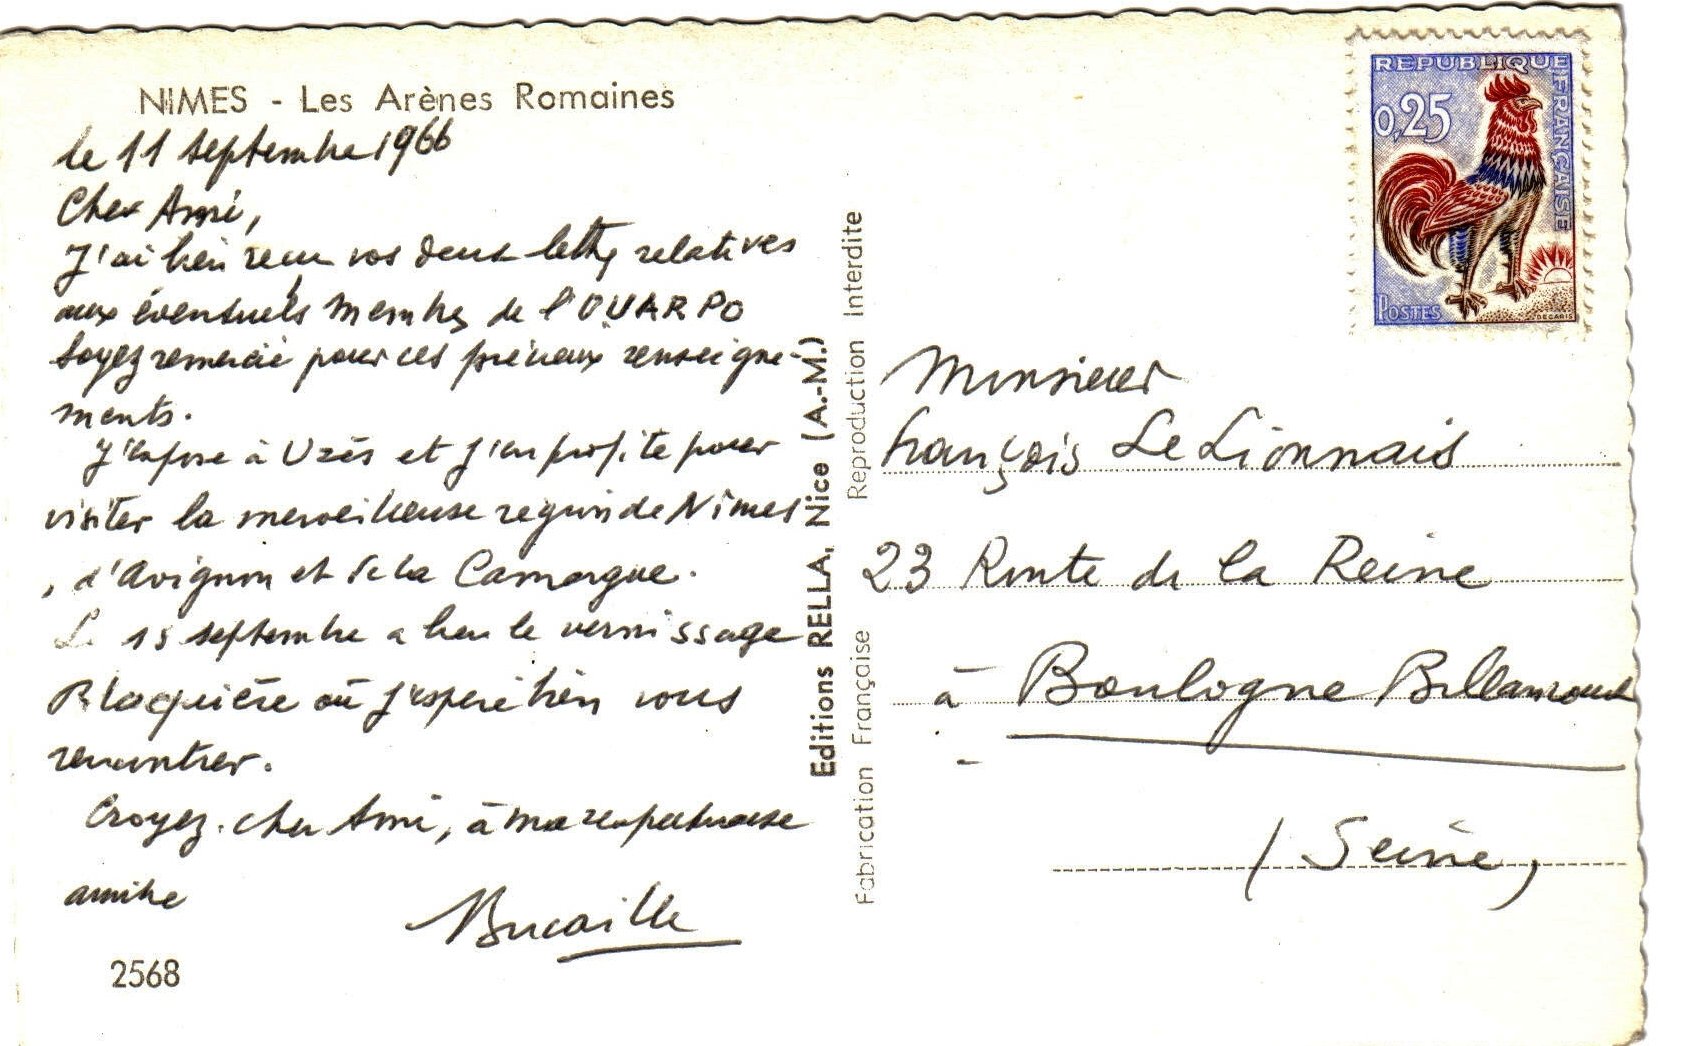 NIMES - Les Arènes Romaines
le 11 septembre 1966
Cher Ami,
J'ai bien reçu vos deux lettres relatives
aux éventuels membres de l'OUARPO
Soyez remercié pour ces précieux renseigne-
ments.
J'expose à Uzès et j'en profite pour
visiter la merveilleuse region de Nimes
, d'Avignon et de la Camargue.
Le 15 septembre a lieu le vernissage
Blaquière où j'espère bien vous
rencontrer.
Croyez, cher Ami, à ma respectueuse
amitié
Bucaille
2568
Editions RELLA, Nice (A.-M.)
Fabrication Française Reproduction Interdite
REPUBLIQUE FRANÇAISE
0,25
POSTES
DECARIS
Monsieur
François Le Lionnais
23 Route de la Reine
à Boulogne Billancourt
(Seine)